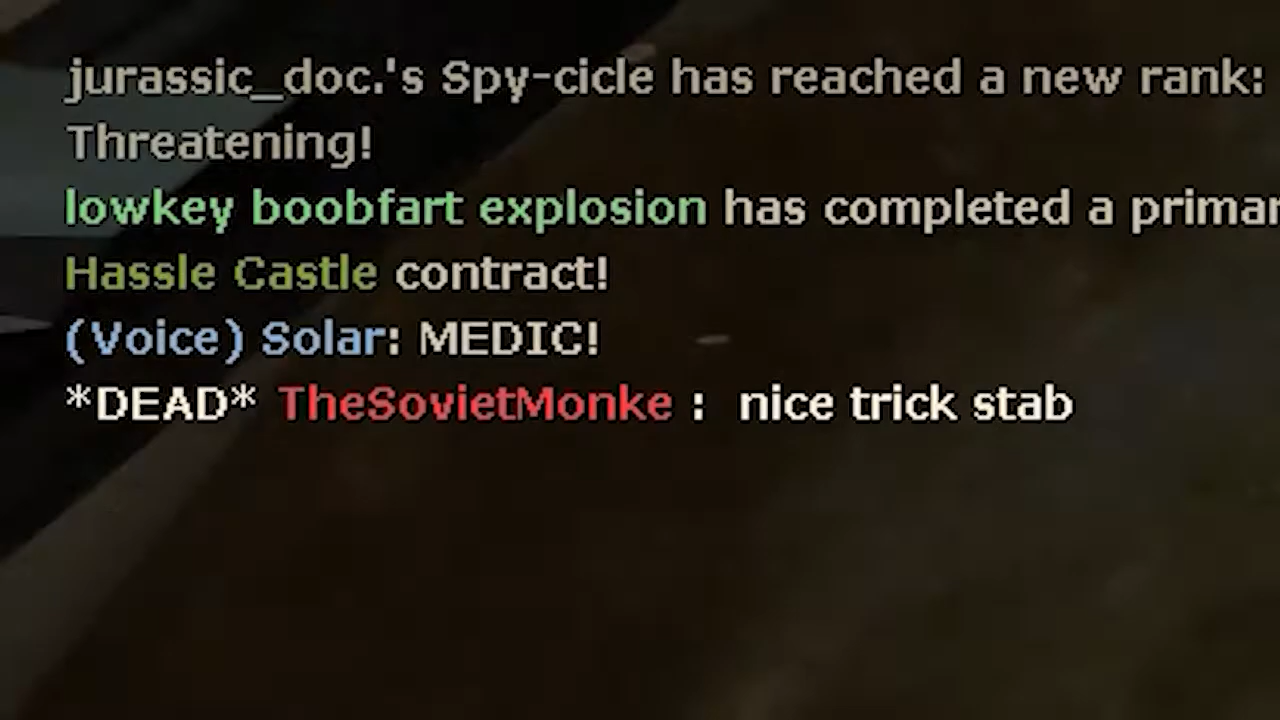 jurassic_doc.'s Spy-cicle has reached a new rank:
Threatening!
lowkey boobfart explosion has completed a
Hassle Castle contract!
(Voice) Solar: MEDIC!
*DEAD* TheSovietMonke :  nice trick stab